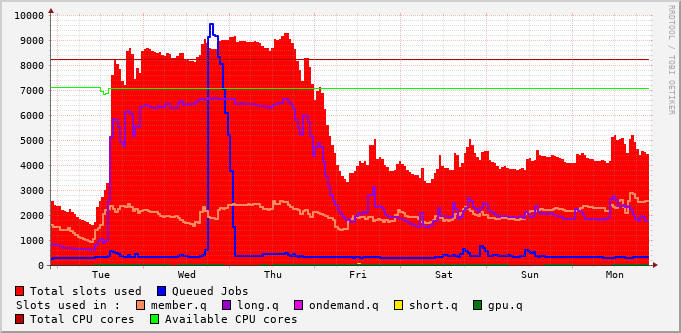 10000
9000
8000
7000
6000
5000
4000
3000
2000
1000
0
Tue Wed Thu Fri Sat Sun Mon
RRDTOOL / TOBI OETIKER
Total slots used Queued Jobs
Slots used in : member.q long.q ondemand.q short.q gpu.q
Total CPU cores Available CPU cores